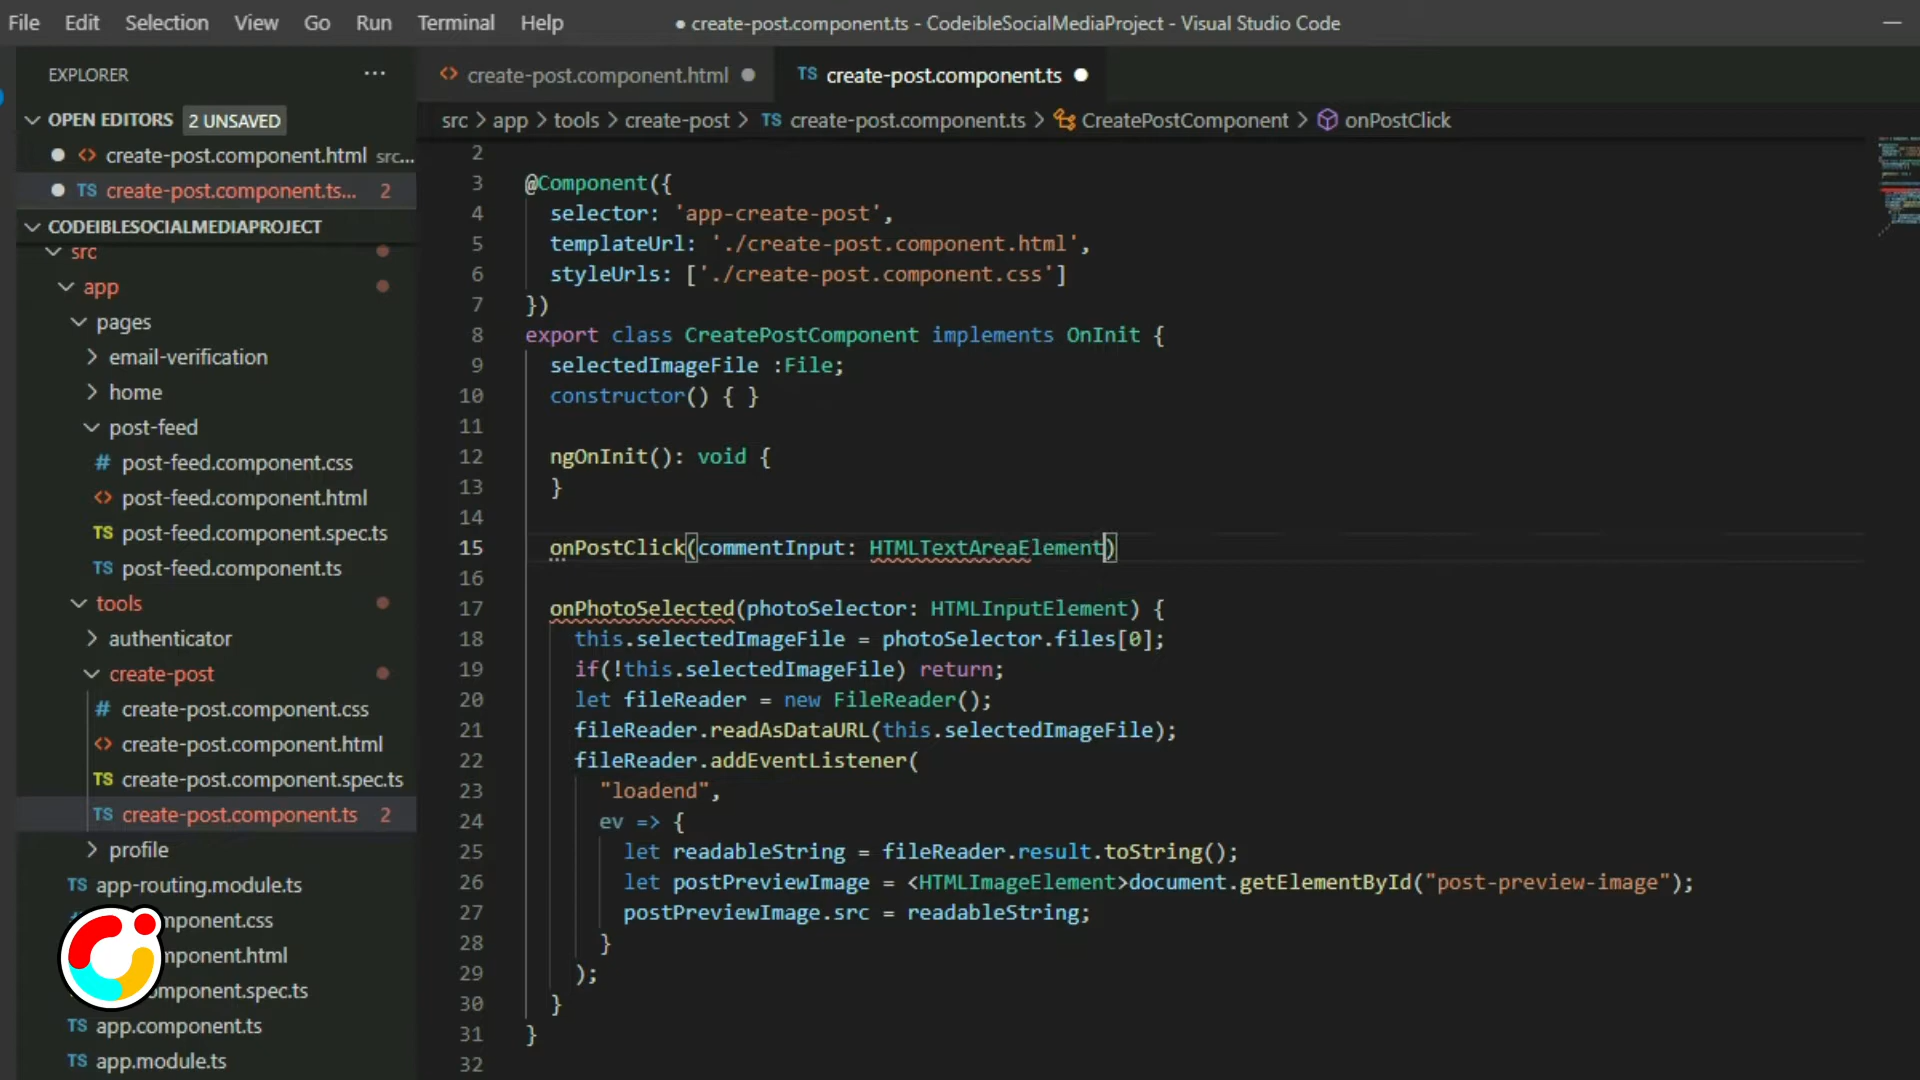 File Edit Selection View Go Run Terminal Help ● create-post.component.ts - CodeibleSocialMediaProject - Visual Studio Code
EXPLORER ...
OPEN EDITORS 2 UNSAVED
create-post.component.html src...
TS create-post.component.ts... 2
CODEIBLESOCIALMEDIAPROJECT
src
app
pages
email-verification
home
post-feed
# post-feed.component.css
<> post-feed.component.html
TS post-feed.component.spec.ts
TS post-feed.component.ts
tools
authenticator
create-post
# create-post.component.css
<> create-post.component.html
TS create-post.component.spec.ts
TS create-post.component.ts 2
profile
TS app-routing.module.ts
mponent.css
mponent.html
omponent.spec.ts
TS app.component.ts
TS app.module.ts
<> create-post.component.html ● TS create-post.component.ts ●
src > app > tools > create-post > TS create-post.component.ts > CreatePostComponent > onPostClick
2
3 @Component({
4 selector: 'app-create-post',
5 templateUrl: './create-post.component.html',
6 styleUrls: ['./create-post.component.css']
7 })
8 export class CreatePostComponent implements OnInit {
9 selectedImageFile :File;
10 constructor() { }
11
12 ngOnInit(): void {
13 }
14
15 onPostClick(commentInput: HTMLTextAreaElement)
16
17 onPhotoSelected(photoSelector: HTMLInputElement) {
18 this.selectedImageFile = photoSelector.files[0];
19 if(!this.selectedImageFile) return;
20 let fileReader = new FileReader();
21 fileReader.readAsDataURL(this.selectedImageFile);
22 fileReader.addEventListener(
23 "loadend",
24 ev => {
25 let readableString = fileReader.result.toString();
26 let postPreviewImage = <HTMLImageElement>document.getElementById("post-preview-image");
27 postPreviewImage.src = readableString;
28 }
29 );
30 }
31 }
32